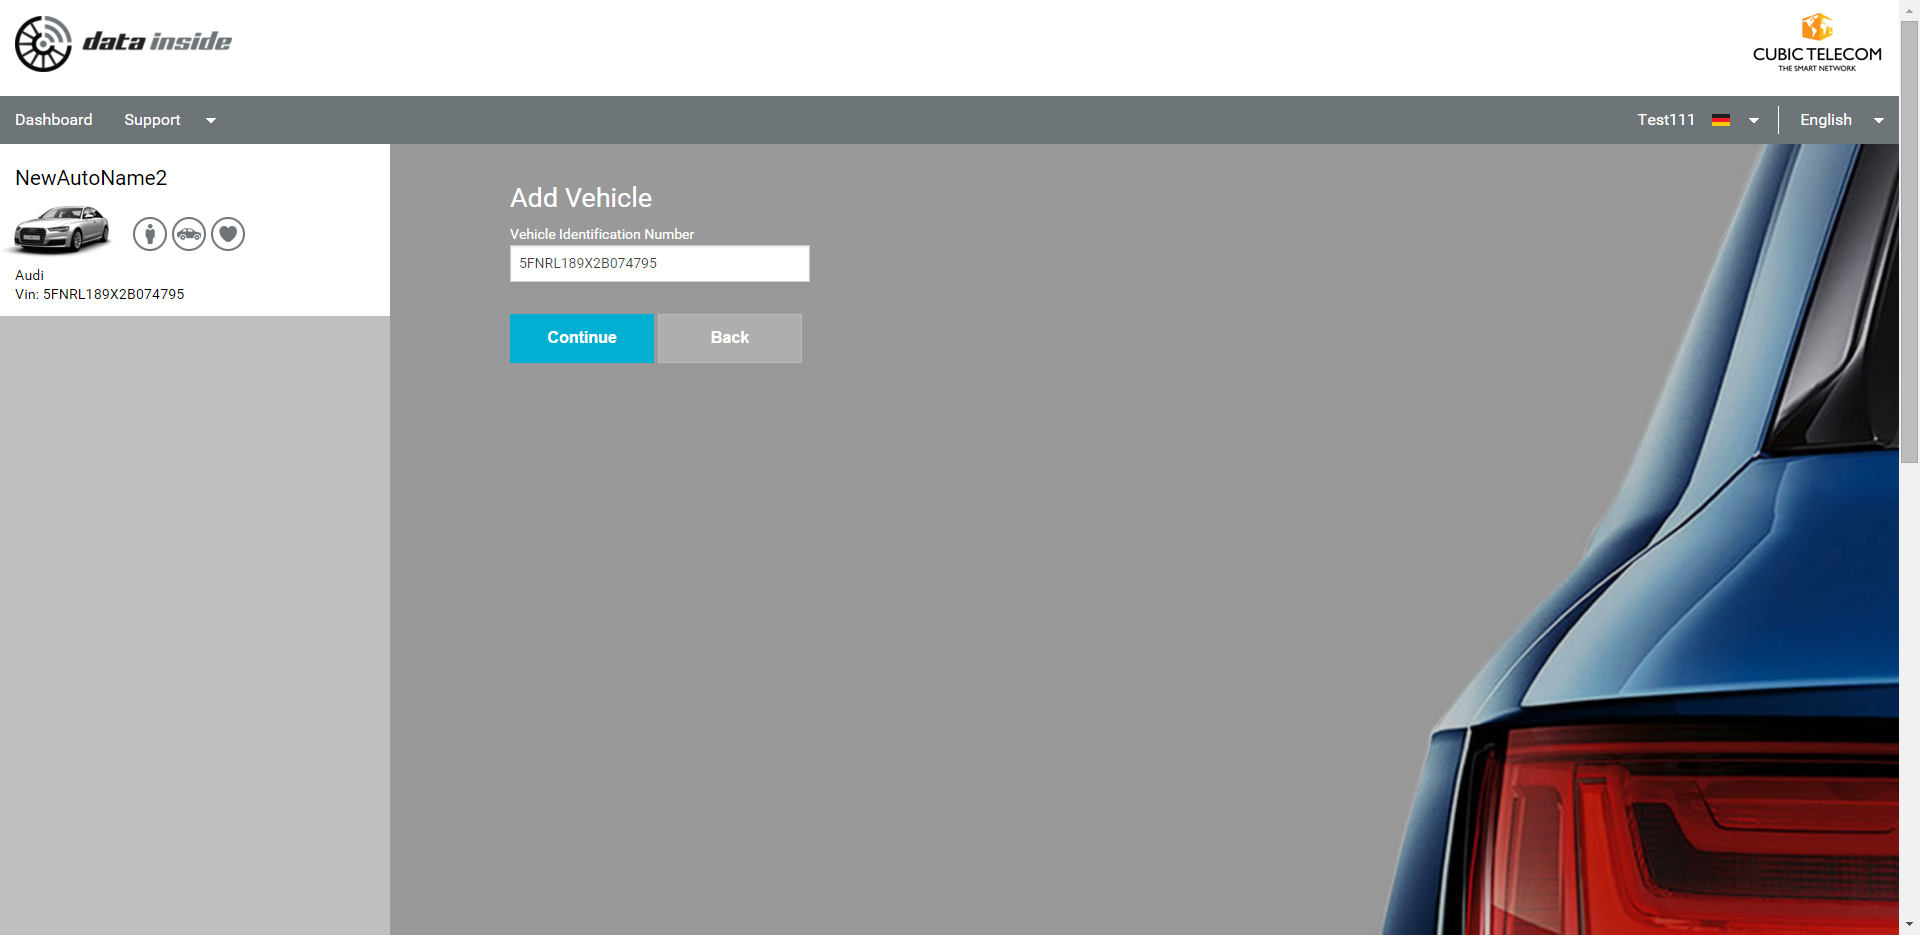 data inside
CUBIC TELECOM
THE SMART NETWORK
Dashboard Support Test111 English
NewAutoName2
Audi
Vin: 5FNRL189X2B074795
Add Vehicle
Vehicle Identification Number
5FNRL189X2B074795
Continue Back